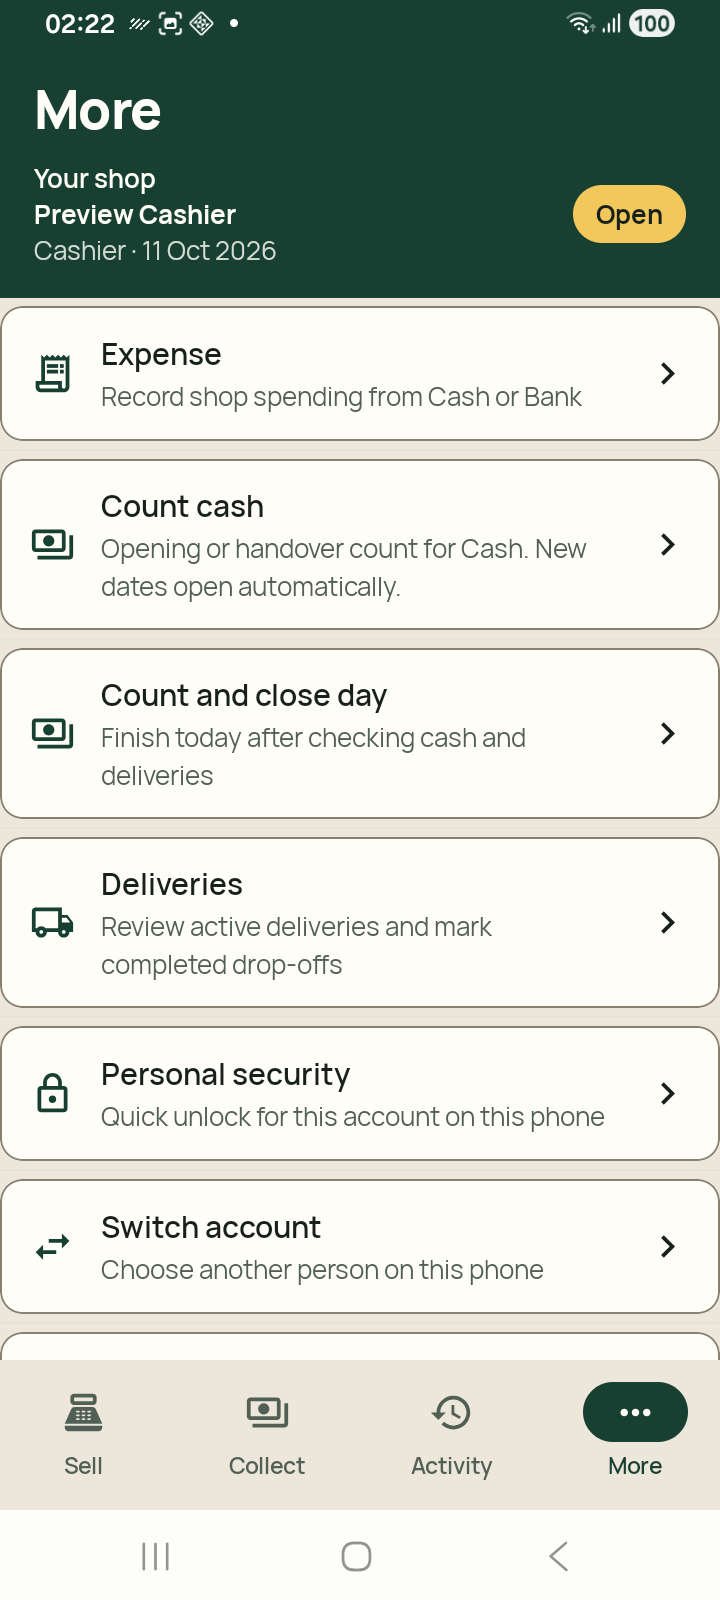 02:22
100
More
Your shop
Preview Cashier
Cashier · 11 Oct 2026
Open
Expense
Record shop spending from Cash or Bank
Count cash
Opening or handover count for Cash. New
dates open automatically.
Count and close day
Finish today after checking cash and
deliveries
Deliveries
Review active deliveries and mark
completed drop-offs
Personal security
Quick unlock for this account on this phone
Switch account
Choose another person on this phone
Sell
Collect
Activity
More